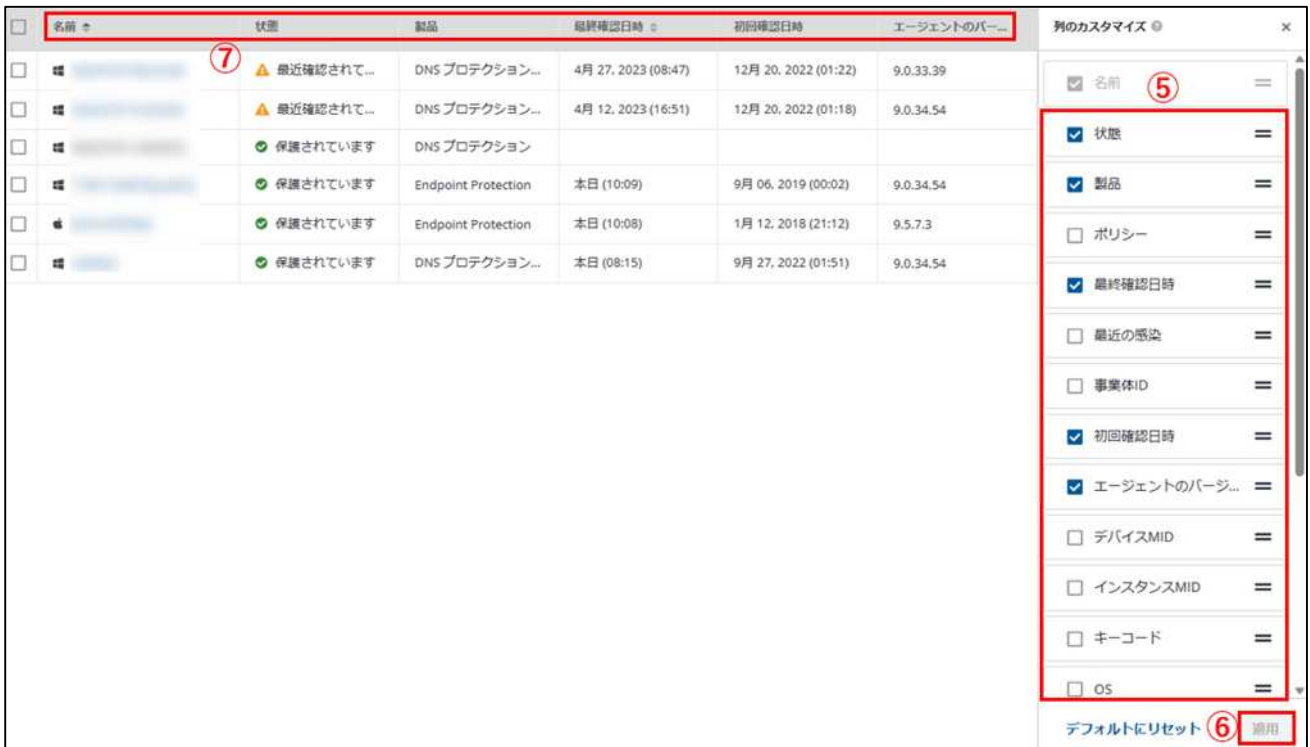 名前 状態 製品 最終確認日時 初回確認日時 エージェントのバー...
⑦
最近確認されて... DNS プロテクション... 4月 27, 2023 (08:47) 12月 20, 2022 (01:22) 9.0.33.39
最近確認されて... DNS プロテクション... 4月 12, 2023 (16:51) 12月 20, 2022 (01:18) 9.0.34.54
保護されています DNS プロテクション
保護されています Endpoint Protection 本日 (10:09) 9月 06, 2019 (00:02) 9.0.34.54
保護されています Endpoint Protection 本日 (10:08) 1月 12, 2018 (21:12) 9.5.7.3
保護されています DNS プロテクション... 本日 (08:15) 9月 27, 2022 (01:51) 9.0.34.54
列のカスタマイズ
名前
⑤
状態
製品
ポリシー
最終確認日時
最近の感染
事業体ID
初回確認日時
エージェントのバージ...
デバイスMID
インスタンスMID
キーコード
OS
デフォルトにリセット ⑥ 適用